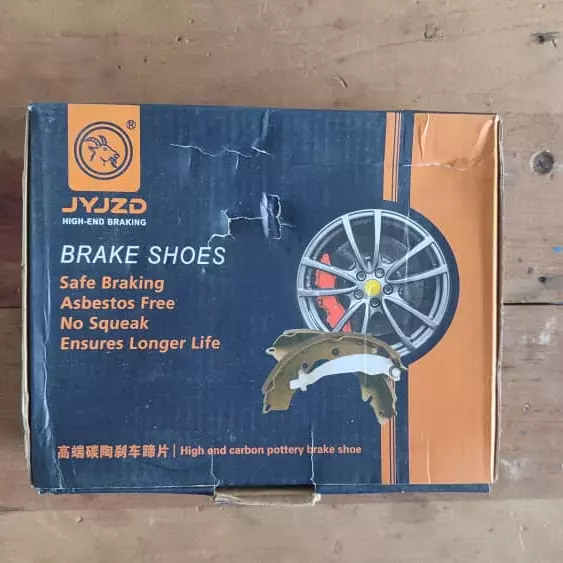 ®
JYJZD
HIGH-END BRAKING
BRAKE SHOES
Safe Braking
Asbestos Free
No Squeak
Ensures Longer Life
高端碳陶刹车蹄片 | High end carbon pottery brake shoe